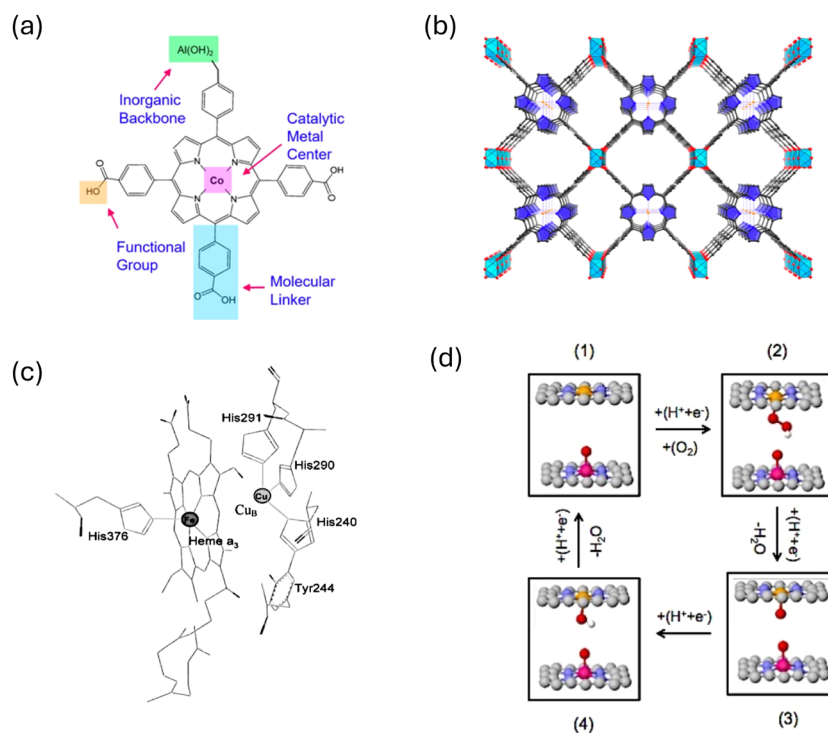 (a)
Al(OH)₂
Inorganic
Backbone
Catalytic
Metal
Center
N
N
Co
N
N
O
HO
O
OH
Functional
Group
O
OH
Molecular
Linker
(b)
(c)
His291
His290
Cu
CuB
His240
Fe
His376
Heme a₃
Tyr244
(d)
(1)
(2)
+(H⁺+e⁻)
+(O₂)
+(H⁺+e⁻)
-H₂O
+(H⁺+e⁻)
-H₂O
+(H⁺+e⁻)
(4)
(3)